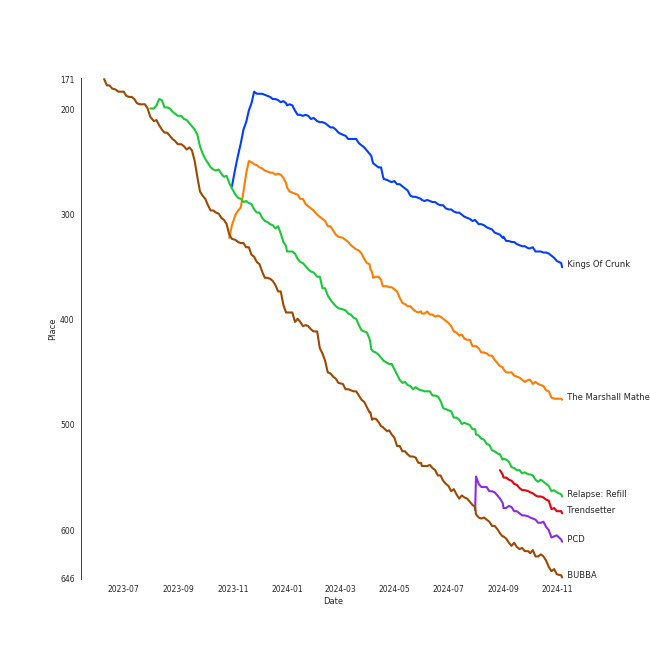 171
200
300
400
500
600
646
Place
2023-07
2023-09
2023-11
2024-01
2024-03
2024-05
2024-07
2024-09
2024-11
Date
Kings Of Crunk
The Marshall Mathe
Relapse: Refill
Trendsetter
PCD
BUBBA